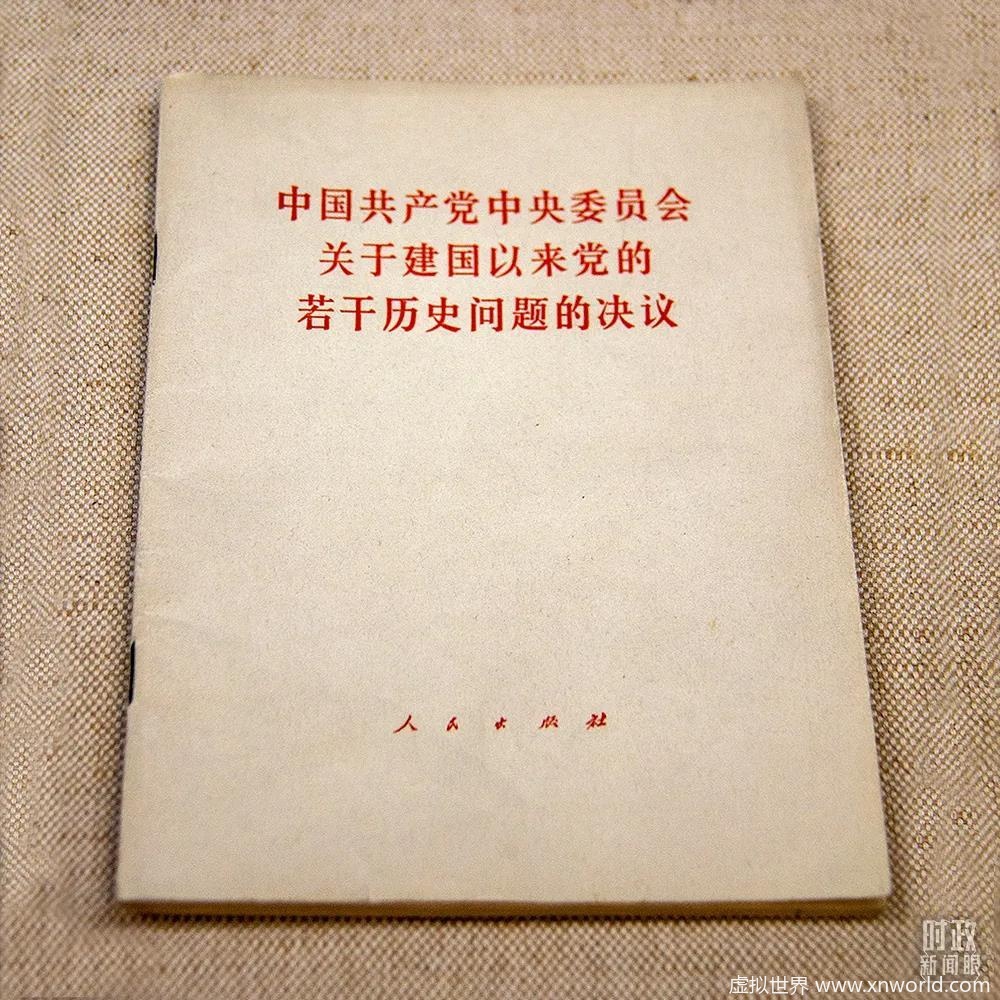 中国共产党中央委员会
关于建国以来党的
若干历史问题的决议
人民出版社
时政
新闻眼
虚拟世界 www.xnworld.com